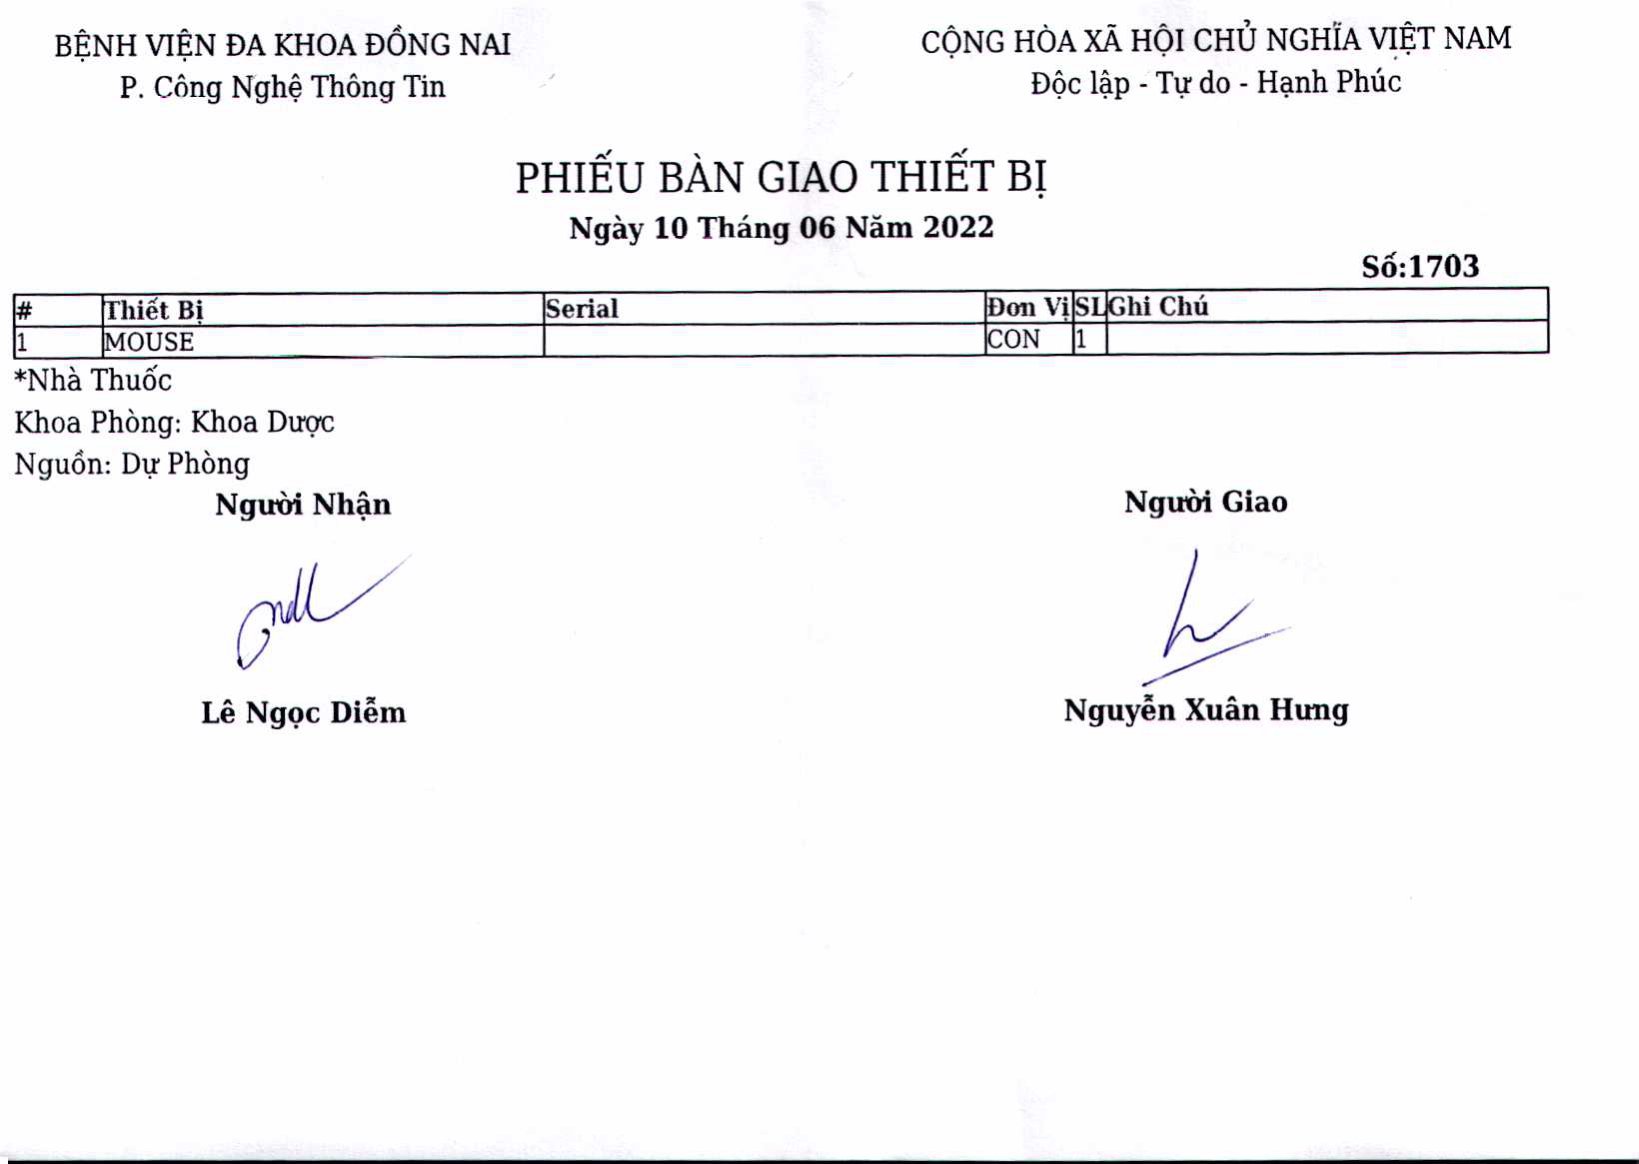 BỆNH VIỆN ĐA KHOA ĐỒNG NAI
P. Công Nghệ Thông Tin
CỘNG HÒA XÃ HỘI CHỦ NGHĨA VIỆT NAM
Độc lập - Tự do - Hạnh Phúc
PHIẾU BÀN GIAO THIẾT BỊ
Ngày 10 Tháng 06 Năm 2022
Số:1703
# Thiết Bị Serial Đơn Vị SL Ghi Chú
1 MOUSE CON 1
*Nhà Thuốc
Khoa Phòng: Khoa Dược
Nguồn: Dự Phòng
Người Nhận Người Giao
Lê Ngọc Diễm Nguyễn Xuân Hưng